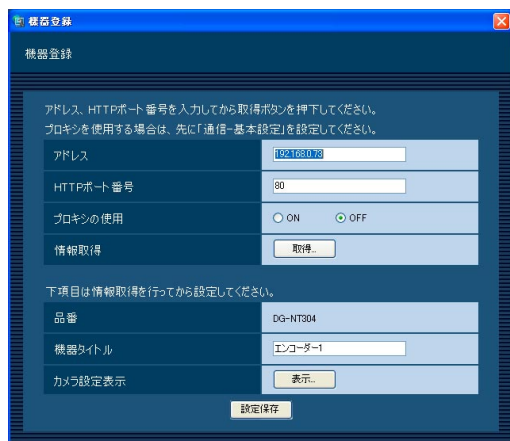 機器登録
機器登録
アドレス、HTTPポート番号を入力してから取得ボタンを押下してください。
プロキシを使用する場合は、先に「通信-基本設定」を設定してください。
アドレス 192.168.0.73
HTTPポート番号 80
プロキシの使用 ON OFF
情報取得 取得...
下項目は情報取得を行ってから設定してください。
品番 DG-NT304
機器タイトル エンコーダー1
カメラ設定表示 表示...
設定保存